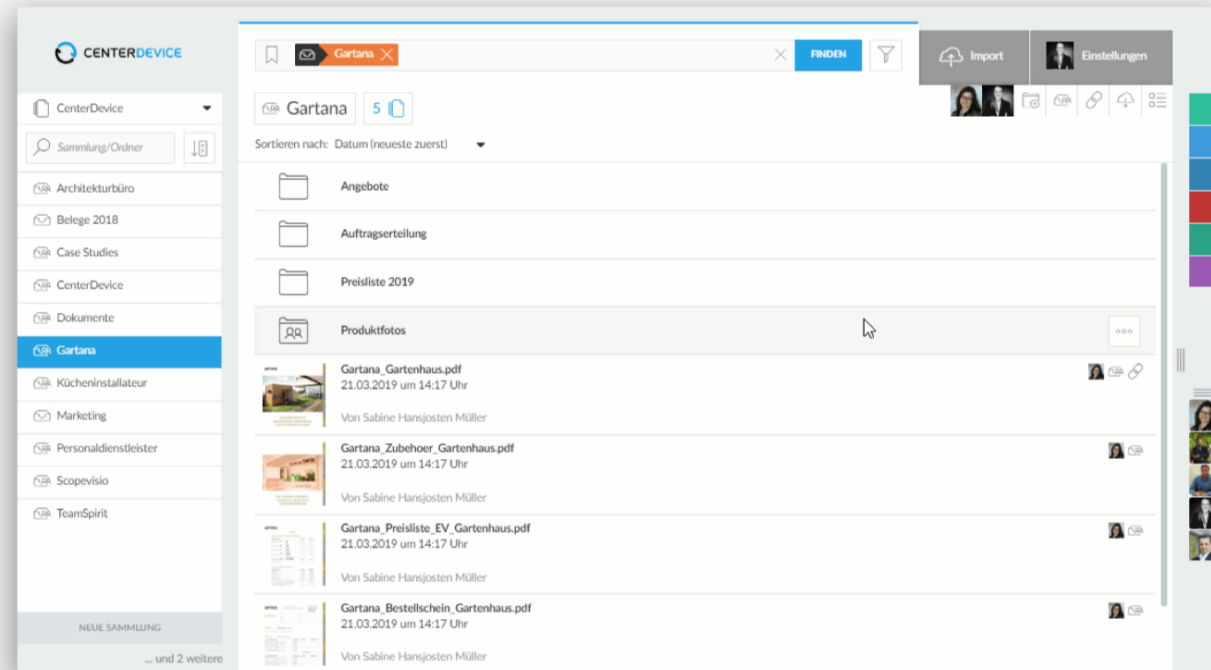 CENTERDEVICE
Gartana
FINDEN
Import
Einstellungen
CenterDevice
Sammlung/Ordner
Architekturbüro
Belege 2018
Case Studies
CenterDevice
Dokumente
Gartana
Kücheninstallateur
Marketing
Personaldienstleister
Scopevisio
TeamSpirit
NEUE SAMMLUNG
... und 2 weitere
Gartana
5
Sortieren nach: Datum (neueste zuerst)
Angebote
Auftragserteilung
Preisliste 2019
Produktfotos
Gartana_Gartenhaus.pdf
21.03.2019 um 14:17 Uhr
Von Sabine Hansjosten Müller
Gartana_Zubehoer_Gartenhaus.pdf
21.03.2019 um 14:17 Uhr
Von Sabine Hansjosten Müller
Gartana_Preisliste_EV_Gartenhaus.pdf
21.03.2019 um 14:17 Uhr
Von Sabine Hansjosten Müller
Gartana_Bestellschein_Gartenhaus.pdf
21.03.2019 um 14:17 Uhr
Von Sabine Hansjosten Müller